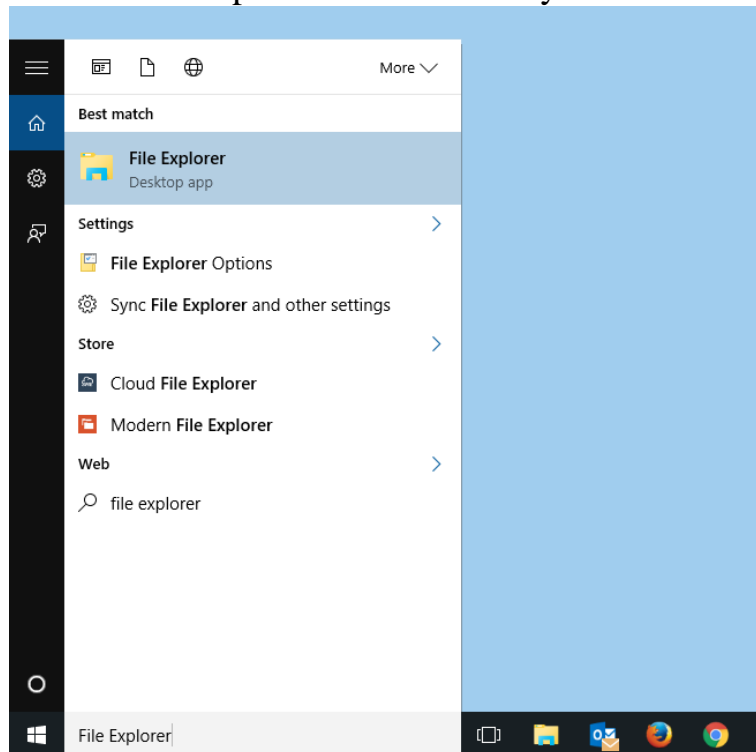 More
Best match
File Explorer
Desktop app
Settings
File Explorer Options
Sync File Explorer and other settings
Store
Cloud File Explorer
Modern File Explorer
Web
file explorer
File Explorer